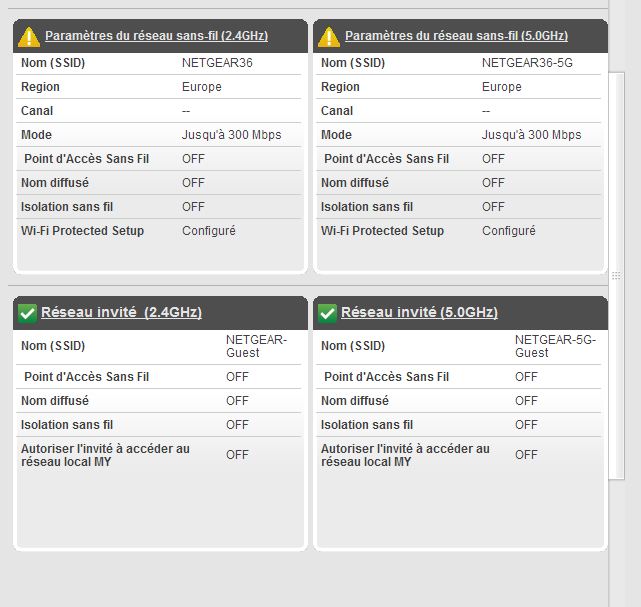 Paramètres du réseau sans-fil (2.4GHz)
Nom (SSID) NETGEAR36
Region Europe
Canal --
Mode Jusqu'à 300 Mbps
Point d'Accès Sans Fil OFF
Nom diffusé OFF
Isolation sans fil OFF
Wi-Fi Protected Setup Configuré
Paramètres du réseau sans-fil (5.0GHz)
Nom (SSID) NETGEAR36-5G
Region Europe
Canal --
Mode Jusqu'à 300 Mbps
Point d'Accès Sans Fil OFF
Nom diffusé OFF
Isolation sans fil OFF
Wi-Fi Protected Setup Configuré
Réseau invité (2.4GHz)
Nom (SSID) NETGEAR-
Guest
Point d'Accès Sans Fil OFF
Nom diffusé OFF
Isolation sans fil OFF
Autoriser l'invité à accéder au
réseau local MY OFF
Réseau invité (5.0GHz)
Nom (SSID) NETGEAR-5G-
Guest
Point d'Accès Sans Fil OFF
Nom diffusé OFF
Isolation sans fil OFF
Autoriser l'invité à accéder au
réseau local MY OFF